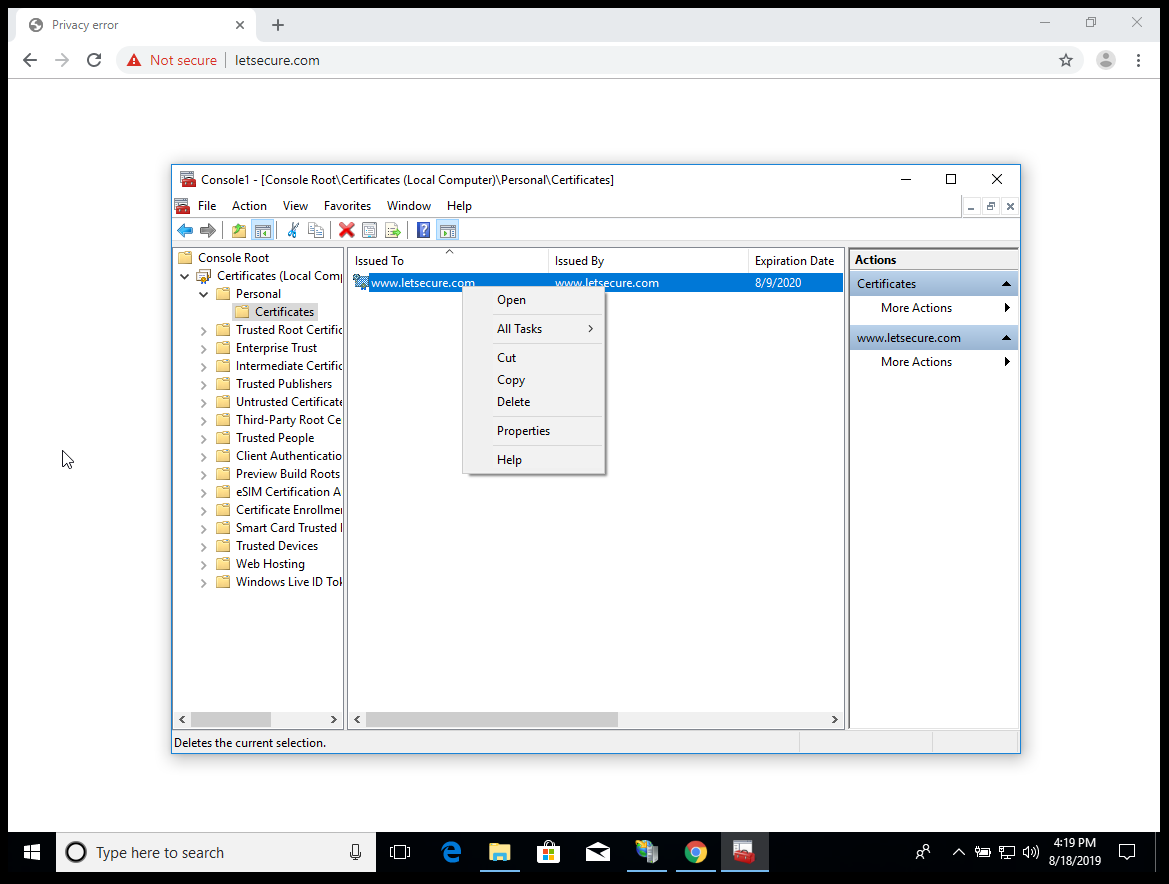 Privacy error
Not secure
letsecure.com
Console1 - [Console Root\Certificates (Local Computer)\Personal\Certificates]
File Action View Favorites Window Help
Console Root
Certificates (Local Comp
Personal
Certificates
Trusted Root Certific
Enterprise Trust
Intermediate Certific
Trusted Publishers
Untrusted Certificate
Third-Party Root Ce
Trusted People
Client Authenticatio
Preview Build Roots
eSIM Certification A
Certificate Enrollmen
Smart Card Trusted
Trusted Devices
Web Hosting
Windows Live ID Tok
Issued To Issued By Expiration Date
www.letsecure.com www.letsecure.com 8/9/2020
Open
All Tasks
Cut
Copy
Delete
Properties
Help
Actions
Certificates
More Actions
www.letsecure.com
More Actions
Deletes the current selection.
Type here to search
4:19 PM
8/18/2019